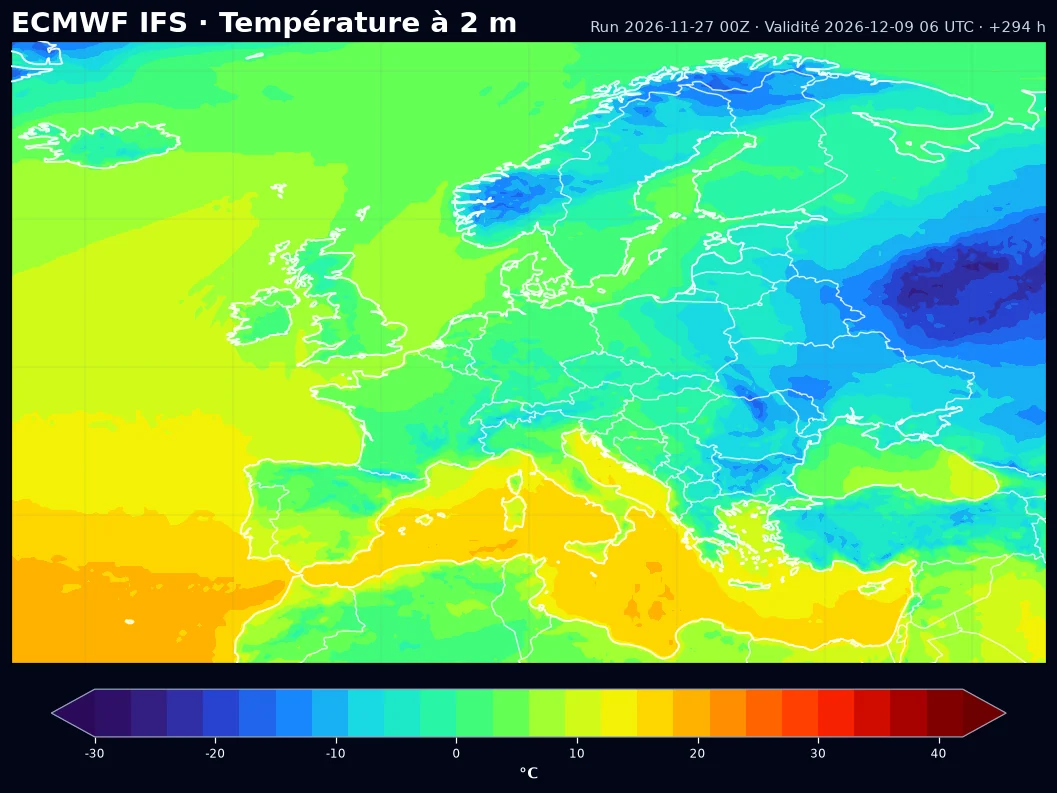 ECMWF IFS · Température à 2 m
Run 2026-11-27 00Z · Validité 2026-12-09 06 UTC · +294 h
-30 -20 -10 0 10 20 30 40
°C